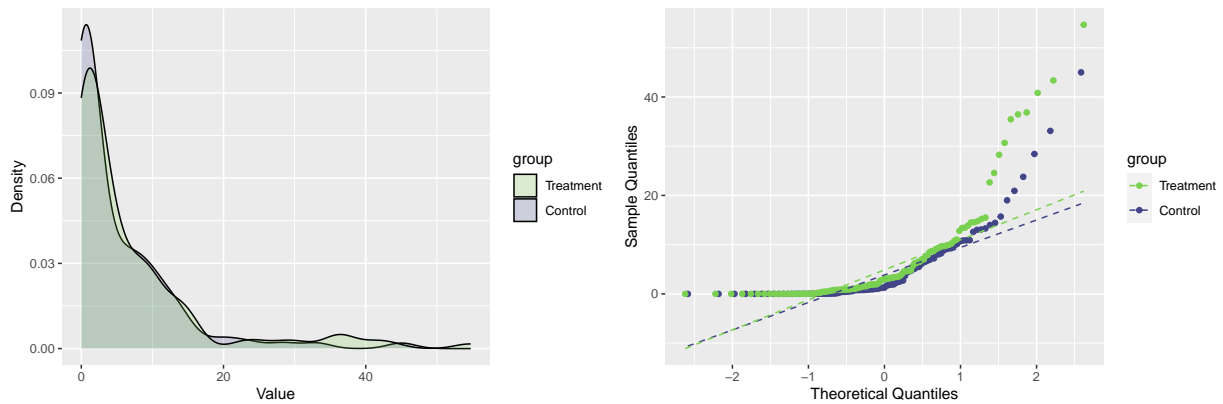 Density
0.09
0.06
0.03
0.00
0
20
40
Value
group
Treatment
Control
Sample Quantiles
40
20
0
−2
−1
0
1
2
Theoretical Quantiles
group
Treatment
Control